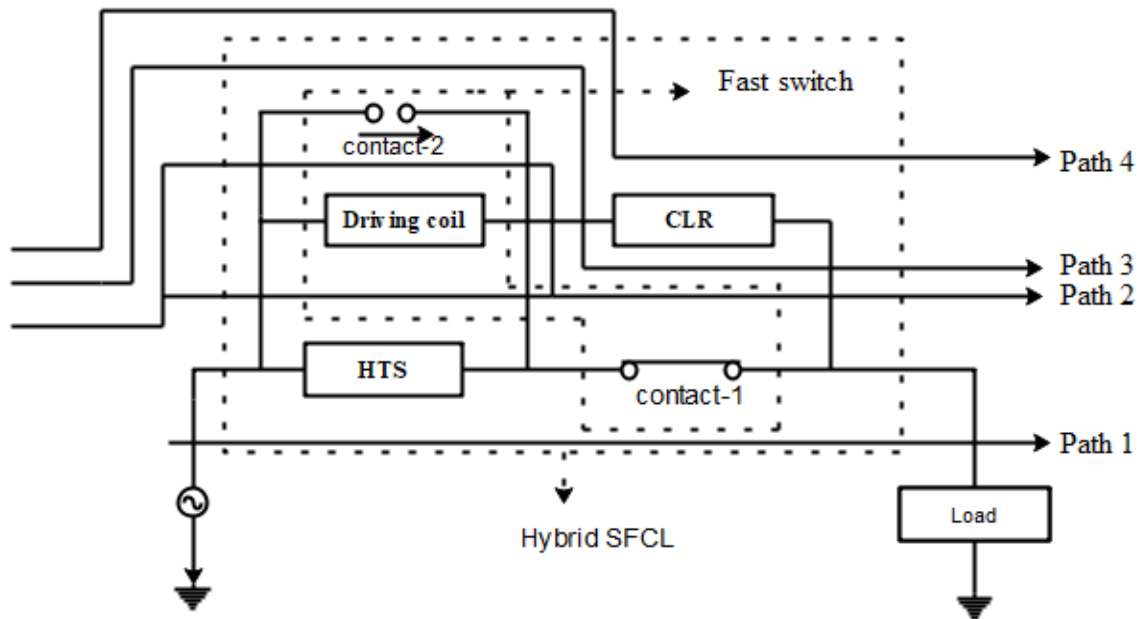 Fast switch
contact-2
Path 4
Driving coil
CLR
Path 3
Path 2
HTS
contact-1
Path 1
Load
Hybrid SFCL